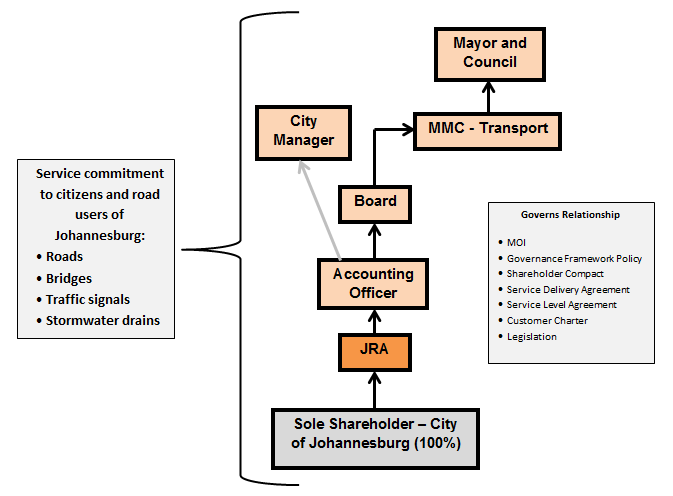 Mayor and
Council
City
Manager
MMC - Transport
Service commitment
to citizens and road
users of
Johannesburg:
• Roads
• Bridges
• Traffic signals
• Stormwater drains
Board
Governs Relationship
• MOI
• Governance Framework Policy
• Shareholder Compact
• Service Delivery Agreement
• Service Level Agreement
• Customer Charter
• Legislation
Accounting
Officer
JRA
Sole Shareholder – City
of Johannesburg (100%)